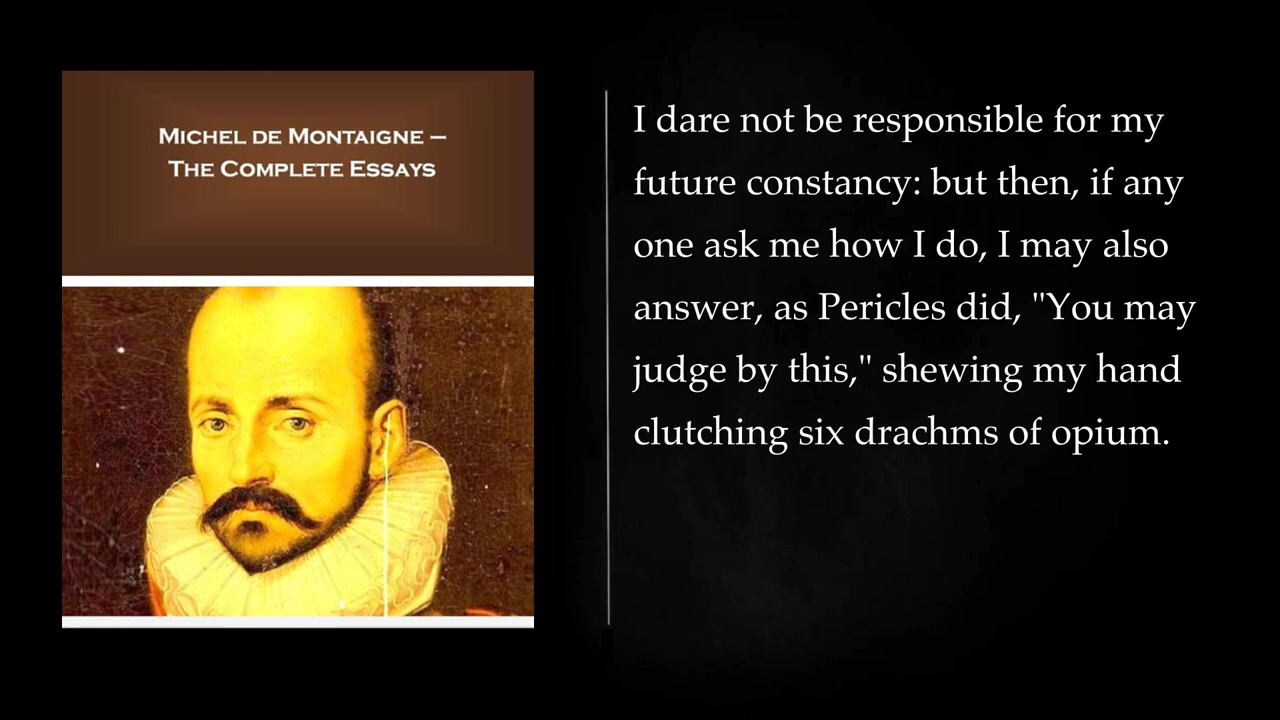 MICHEL DE MONTAIGNE –
THE COMPLETE ESSAYS
I dare not be responsible for my
future constancy: but then, if any
one ask me how I do, I may also
answer, as Pericles did, "You may
judge by this," shewing my hand
clutching six drachms of opium.